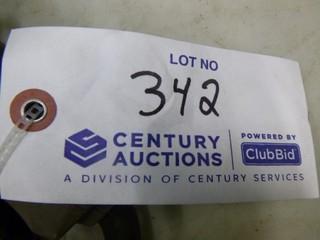 LOT NO
342
CENTURY
AUCTIONS
POWERED BY
ClubBid
A DIVISION OF CENTURY SERVICES